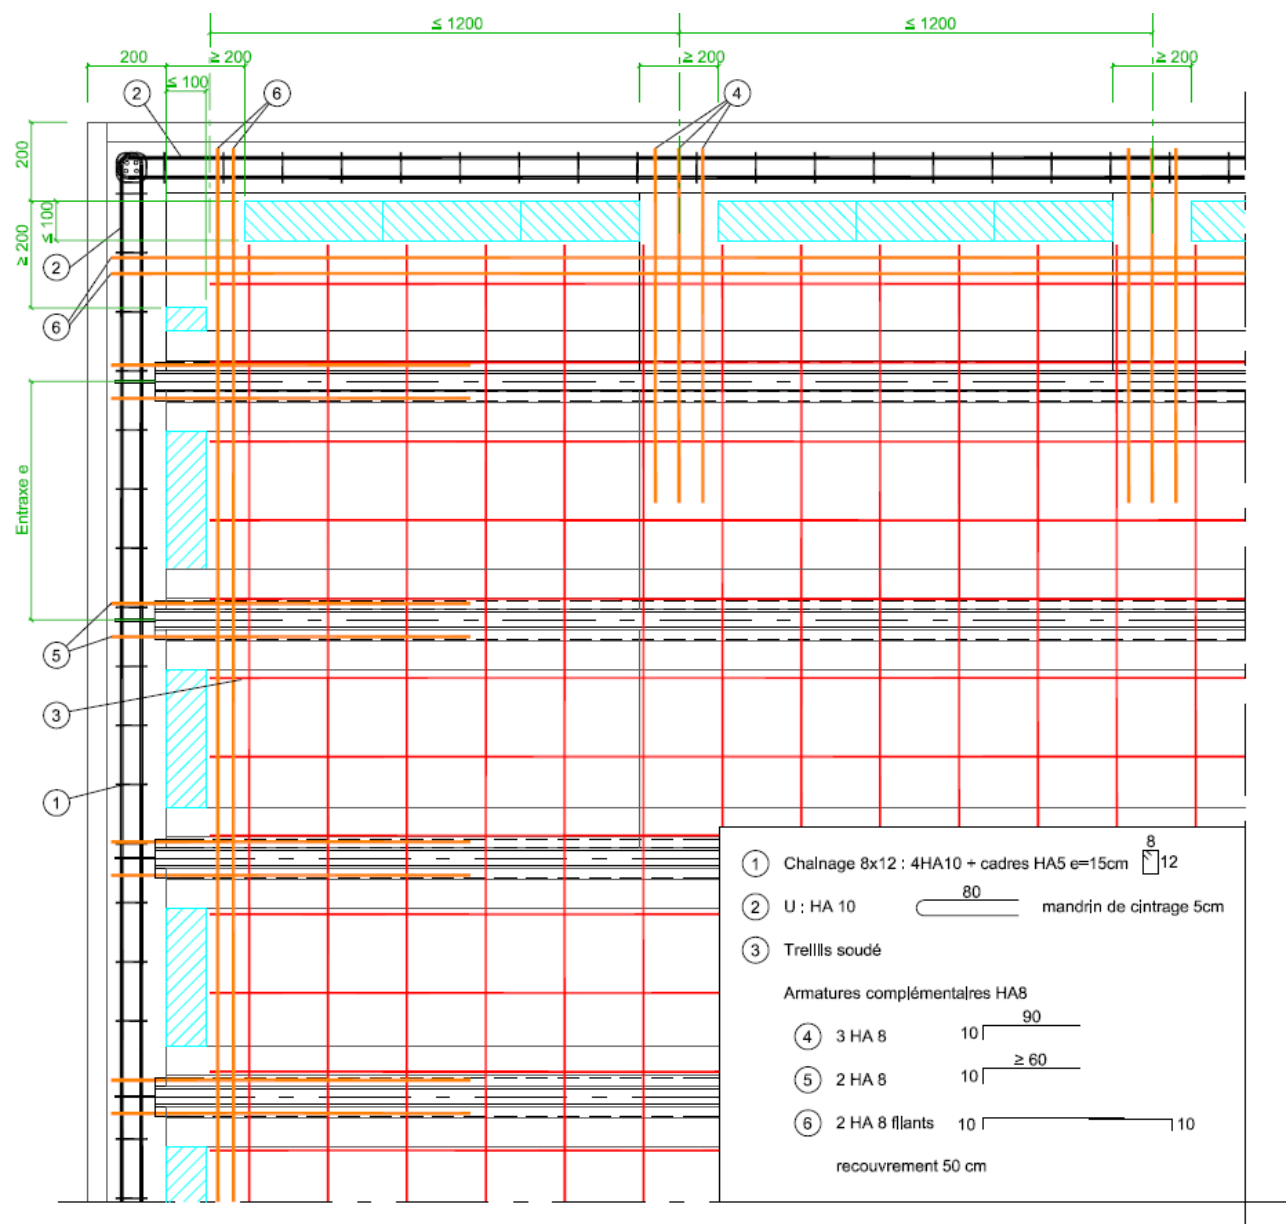 ≤ 1200 ≤ 1200
200 ≥ 200 ≥ 200 ≥ 200
≤ 100
2 6 4
200
≤ 100
≥ 200
2
6
Entraxe e
5
3
1
1 Chaînage 8x12 : 4HA10 + cadres HA5 e=15cm 8 12
2 U : HA 10 80 mandrin de cintrage 5cm
3 Treillis soudé
Armatures complémentaires HA8
4 3 HA 8 10 90
5 2 HA 8 10 ≥ 60
6 2 HA 8 filants 10 10
recouvrement 50 cm